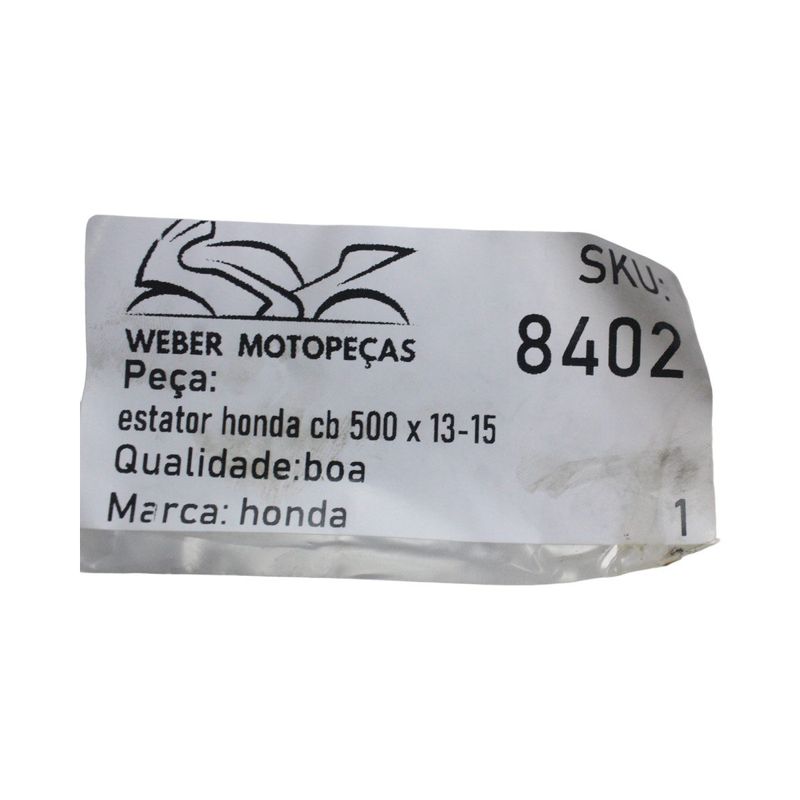 WEBER MOTOPEÇAS
SKU:
8402
Peça:
estator honda cb 500 x 13-15
Qualidade:boa
Marca: honda
1